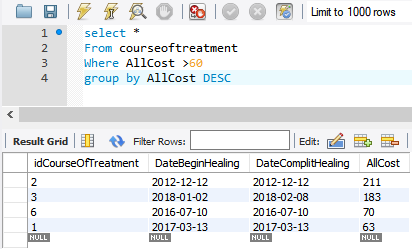 Limit to 1000 rows
1 select *
2 From courseoftreatment
3 Where AllCost >60
4 group by AllCost DESC
Result Grid Filter Rows: Edit:
idCourseOfTreatment DateBeginHealing DateComplitHealing AllCost
2 2012-12-12 2012-12-12 211
3 2018-01-02 2018-02-08 183
6 2016-07-10 2016-07-10 70
1 2017-03-13 2017-03-13 63
NULL NULL NULL NULL